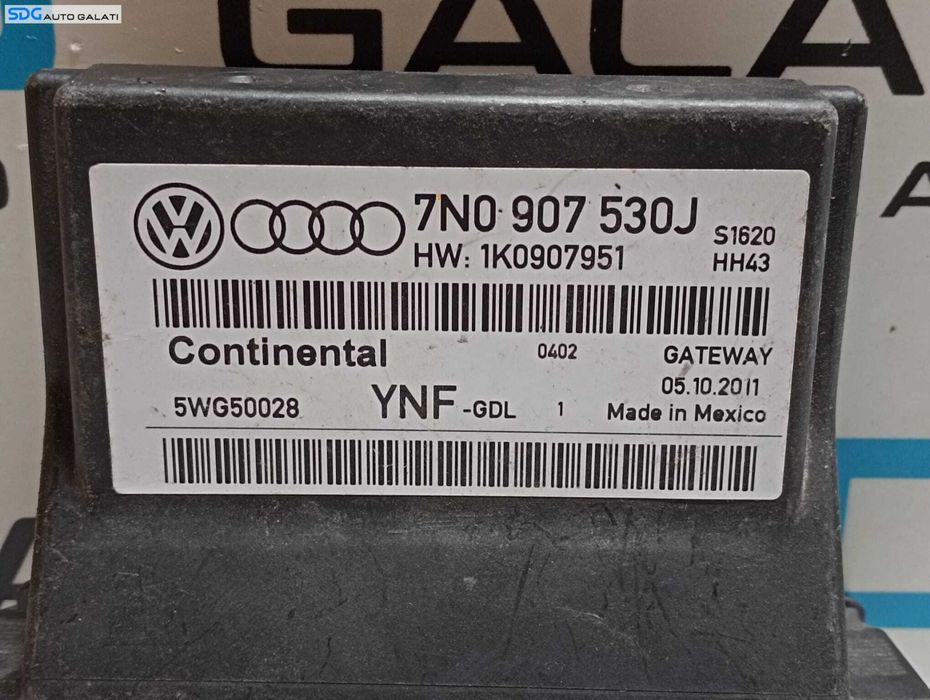 SDG AUTO GALATI
GALA
7N0 907 530J
S1620
HW: 1K0907951
HH43
Continental
0402
GATEWAY
05.10.2011
5WG50028
YNF -GDL
1
Made in Mexico